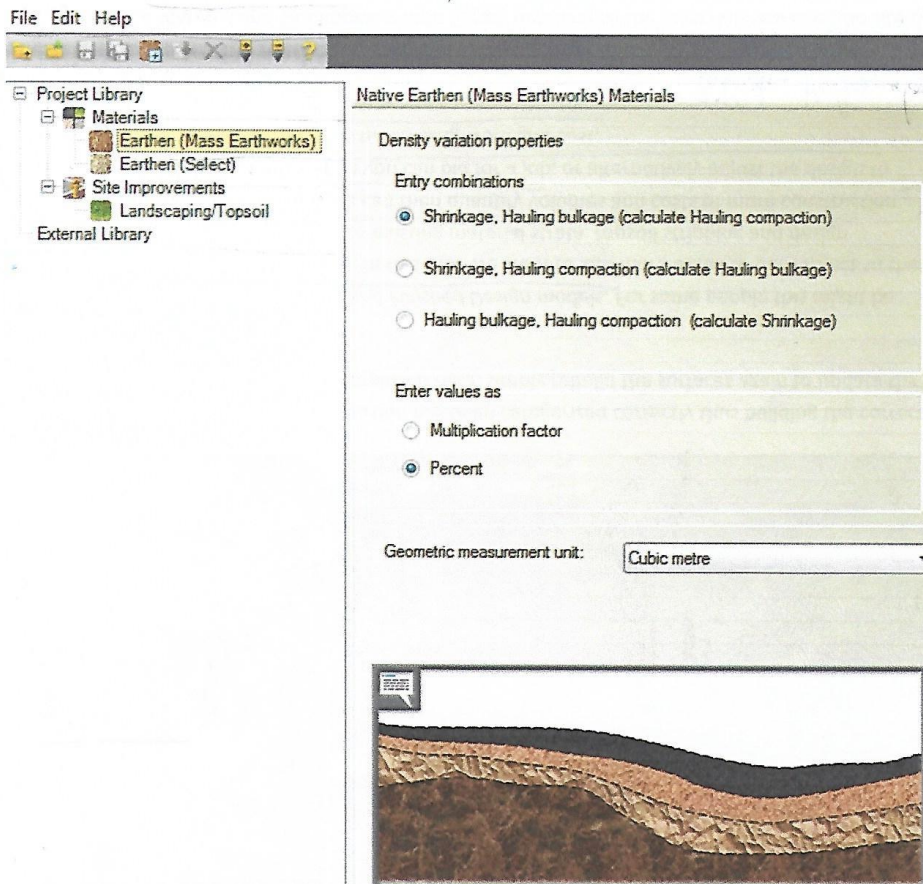 File Edit Help
Project Library
Materials
Earthen (Mass Earthworks)
Earthen (Select)
Site Improvements
Landscaping/Topsoil
External Library
Native Earthen (Mass Earthworks) Materials
Density variation properties
Entry combinations
Shrinkage, Hauling bulkage (calculate Hauling compaction)
Shrinkage, Hauling compaction (calculate Hauling bulkage)
Hauling bulkage, Hauling compaction (calculate Shrinkage)
Enter values as
Multiplication factor
Percent
Geometric measurement unit: Cubic metre